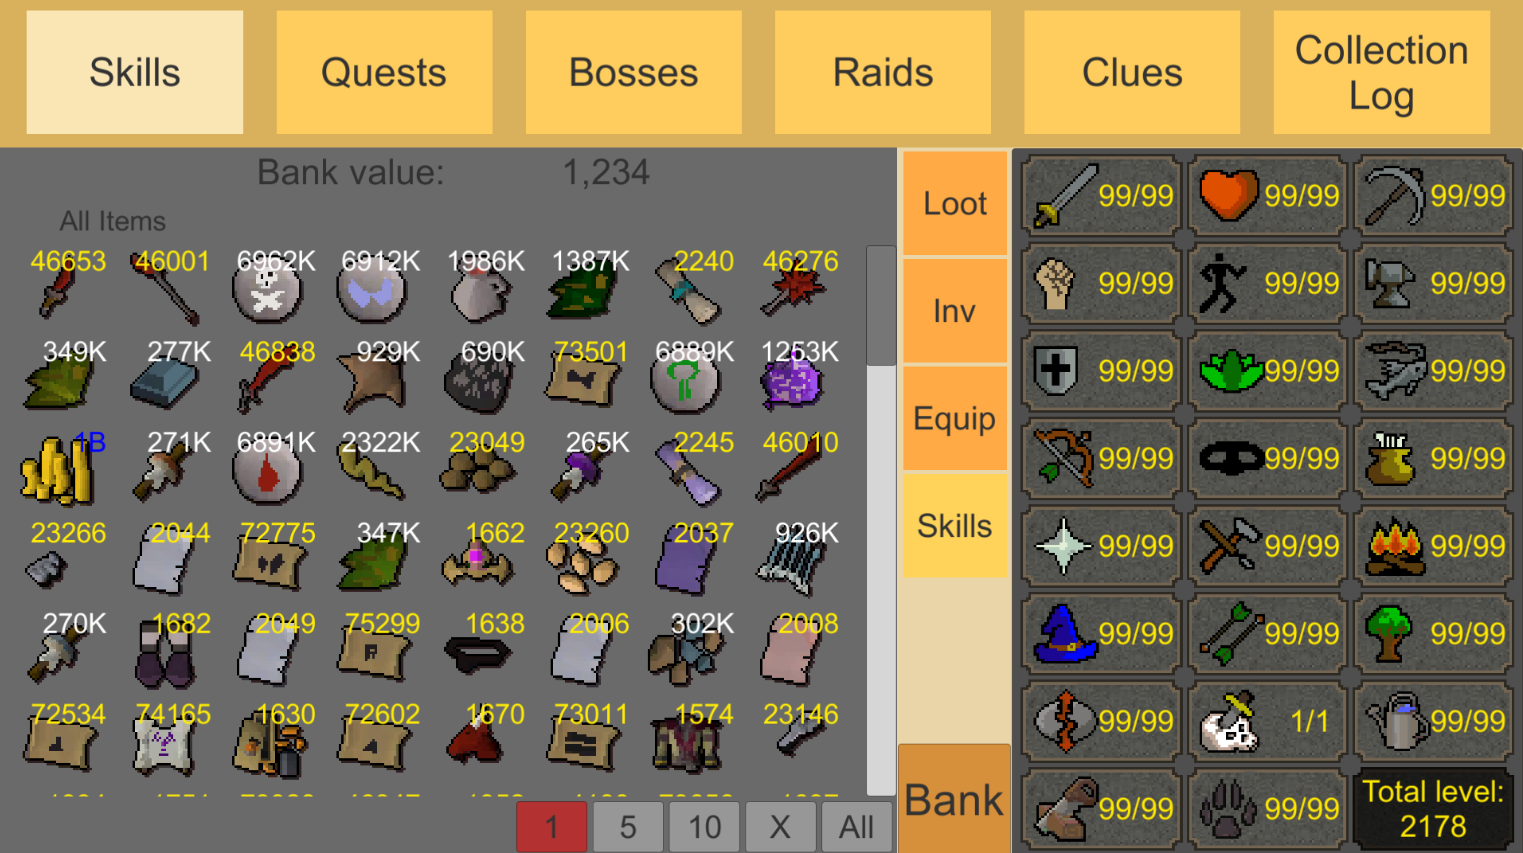 Skills
Quests
Bosses
Raids
Clues
Collection
Log
Bank value: 1,234
All Items
46653 46001 6962K 6912K 1986K 1387K 2240 46276
349K 277K 46838 929K 690K 73501 6889K 1253K
1B 271K 6891K 2322K 23049 265K 2245 46010
23266 2044 72775 347K 1662 23260 2037 926K
270K 1682 2049 75299 1638 2006 302K 2008
72534 74165 1630 72602 1670 73011 1574 23146
1 5 10 X All
Loot
Inv
Equip
Skills
Bank
99/99 99/99 99/99
99/99 99/99 99/99
99/99 99/99 99/99
99/99 99/99 99/99
99/99 99/99 99/99
99/99 99/99 99/99
99/99 1/1 99/99
99/99 99/99
Total level:
2178